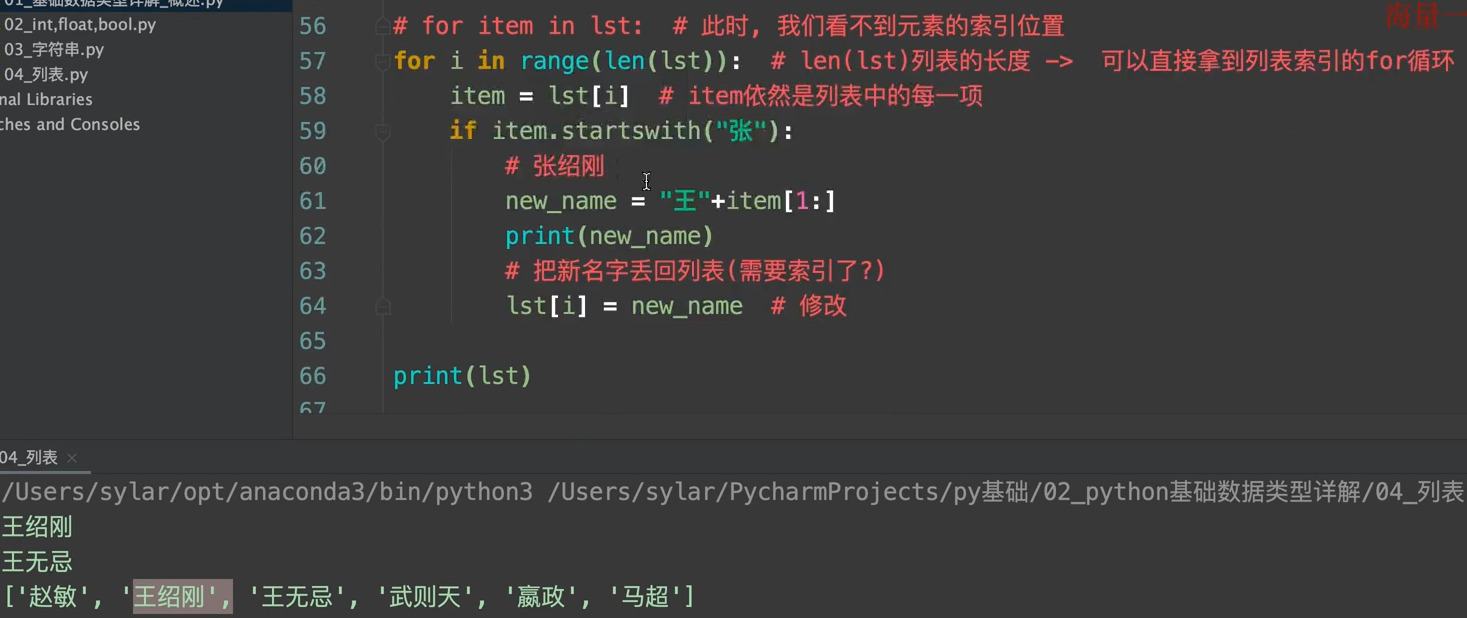 01_基础数据类型详解_概述.py
02_int,float,bool.py
03_字符串.py
04_列表.py
nal Libraries
ches and Consoles
海量
56 # for item in lst:  # 此时, 我们看不到元素的索引位置
57 for i in range(len(lst)):  # len(lst)列表的长度 ->  可以直接拿到列表索引的for循环
58     item = lst[i]  # item依然是列表中的每一项
59     if item.startswith("张"):
60         # 张绍刚
61         new_name = "王"+item[1:]
62         print(new_name)
63         # 把新名字丢回列表(需要索引了?)
64         lst[i] = new_name  # 修改
65
66 print(lst)
67
04_列表 ×
/Users/sylar/opt/anaconda3/bin/python3 /Users/sylar/PycharmProjects/py基础/02_python基础数据类型详解/04_列表
王绍刚
王无忌
['赵敏', '王绍刚', '王无忌', '武则天', '嬴政', '马超']